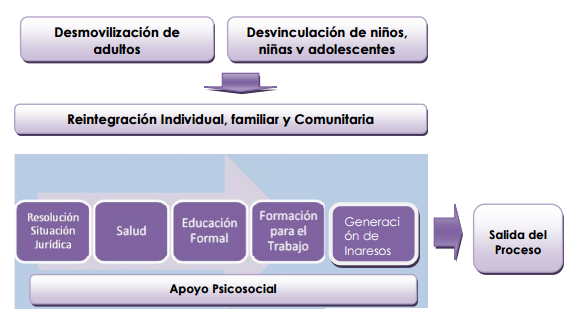 Desmovilización de
adultos
Desvinculación de niños,
niñas y adolescentes
Reintegración Individual, familiar y Comunitaria
Resolución
Situación
Jurídica
Salud
Educación
Formal
Formación
para el
Trabajo
Generaci
ón de
Ingresos
Apoyo Psicosocial
Salida del
Proceso